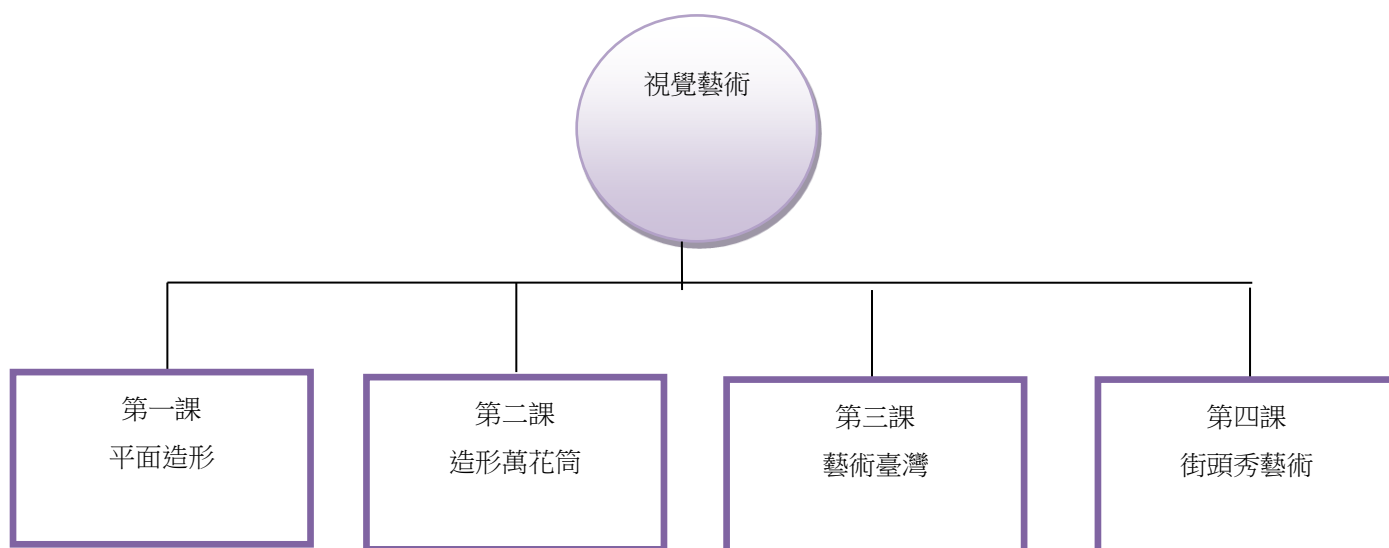 視覺藝術
第一課
平面造形
第二課
造形萬花筒
第三課
藝術臺灣
第四課
街頭秀藝術